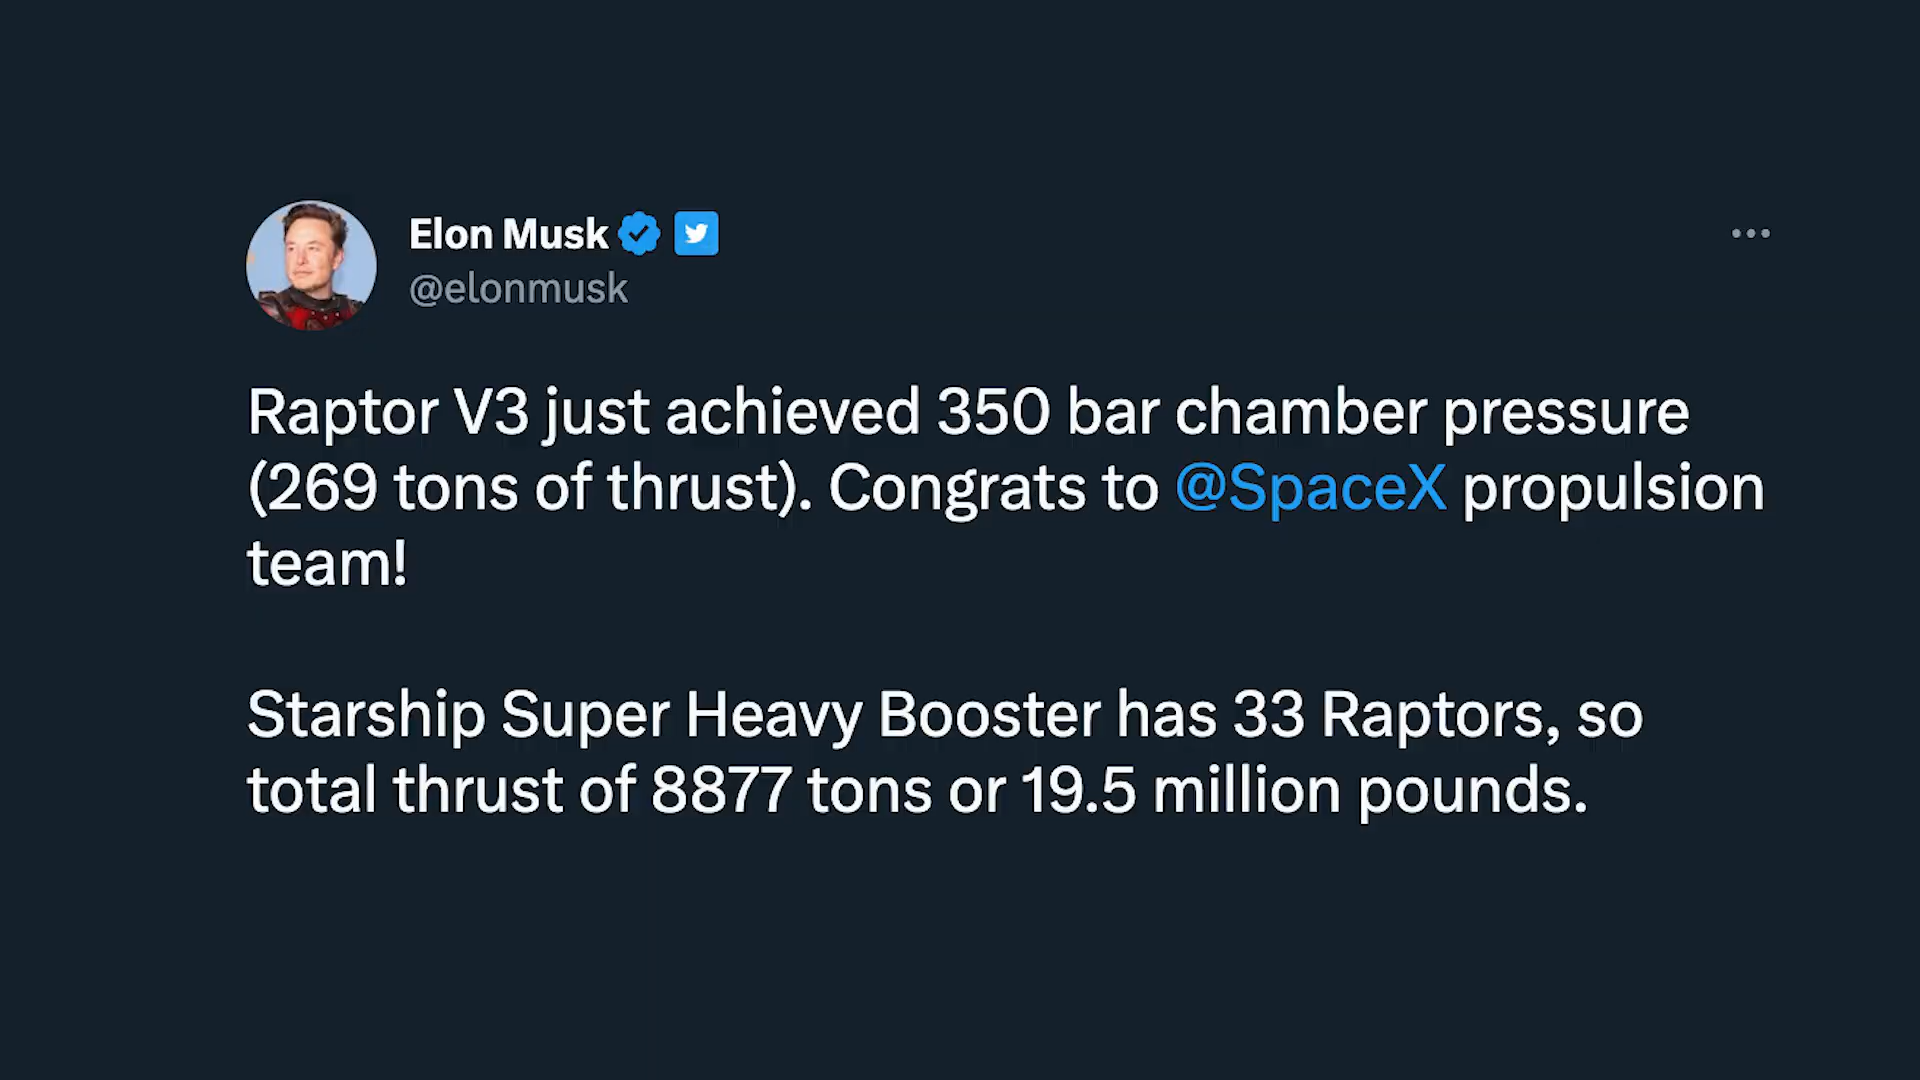 Elon Musk
@elonmusk
Raptor V3 just achieved 350 bar chamber pressure
(269 tons of thrust). Congrats to @SpaceX propulsion
team!
Starship Super Heavy Booster has 33 Raptors, so
total thrust of 8877 tons or 19.5 million pounds.